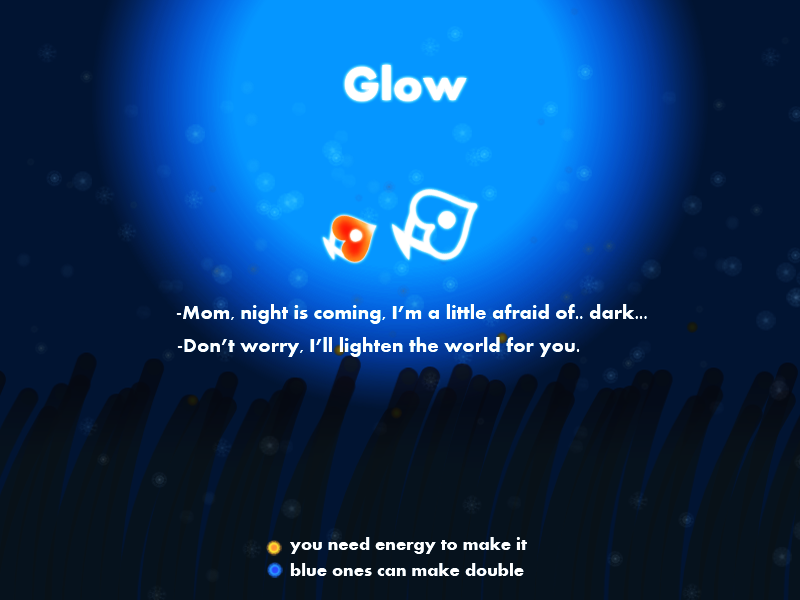 Glow
-Mom, night is coming, I'm a little afraid of.. dark...
-Don't worry, I'll lighten the world for you.
you need energy to make it
blue ones can make double